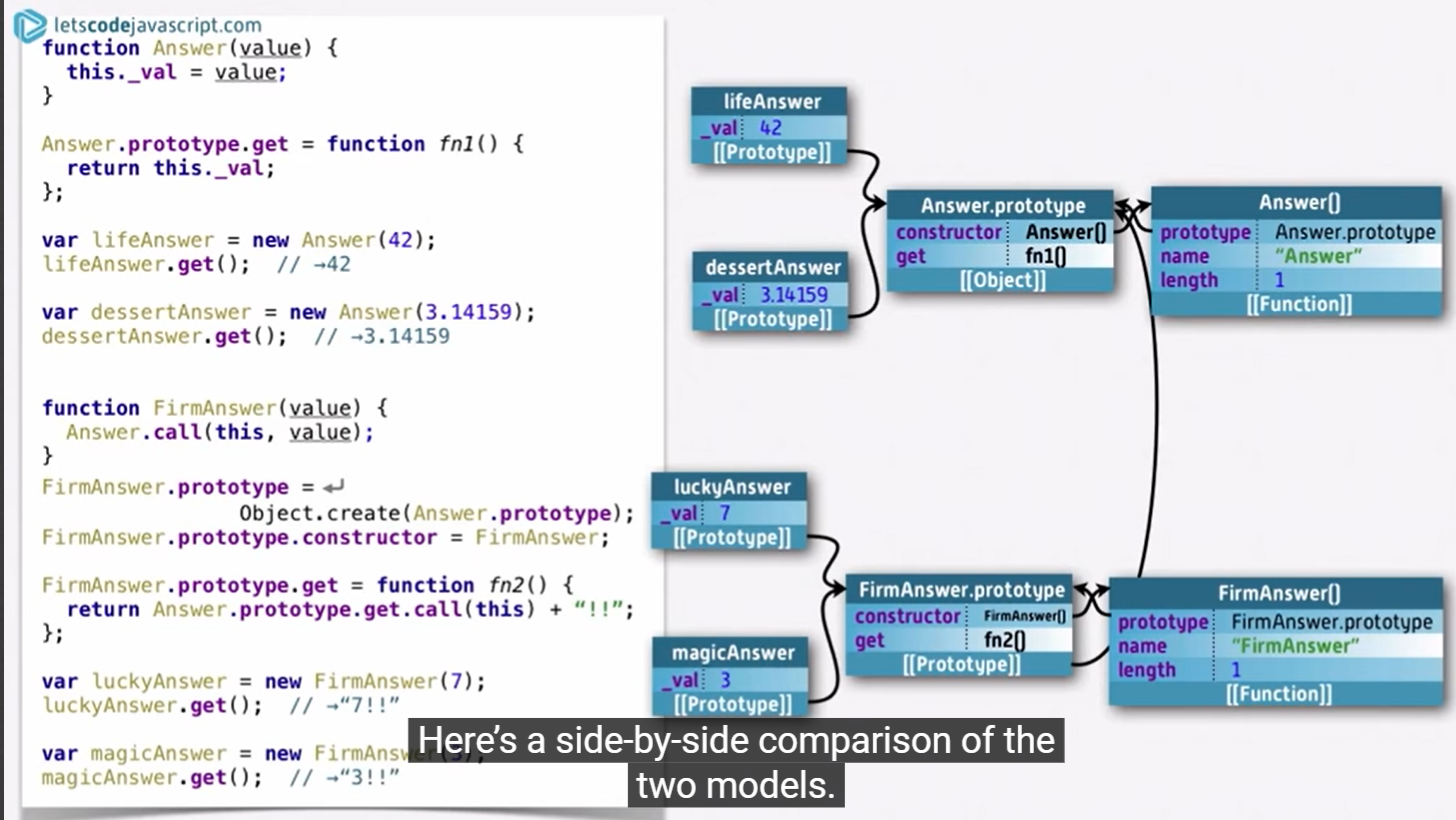 letscodejavascript.com
function Answer(value) {
this._val = value;
}
Answer.prototype.get = function fn1() {
return this._val;
};
var lifeAnswer = new Answer(42);
lifeAnswer.get(); // →42
var dessertAnswer = new Answer(3.14159);
dessertAnswer.get(); // →3.14159
function FirmAnswer(value) {
Answer.call(this, value);
}
FirmAnswer.prototype = ↵
Object.create(Answer.prototype);
FirmAnswer.prototype.constructor = FirmAnswer;
FirmAnswer.prototype.get = function fn2() {
return Answer.prototype.get.call(this) + “!!”;
};
var luckyAnswer = new FirmAnswer(7);
luckyAnswer.get(); // →“7!!”
var magicAnswer = new FirmAnswer(3);
magicAnswer.get(); // →“3!!”
lifeAnswer
_val 42
[[Prototype]]
dessertAnswer
_val 3.14159
[[Prototype]]
Answer.prototype
constructor Answer()
get fn1()
[[Object]]
Answer()
prototype Answer.prototype
name “Answer”
length 1
[[Function]]
luckyAnswer
_val 7
[[Prototype]]
magicAnswer
_val 3
[[Prototype]]
FirmAnswer.prototype
constructor FirmAnswer()
get fn2()
[[Prototype]]
FirmAnswer()
prototype FirmAnswer.prototype
name “FirmAnswer”
length 1
[[Function]]
Here’s a side-by-side comparison of the
two models.